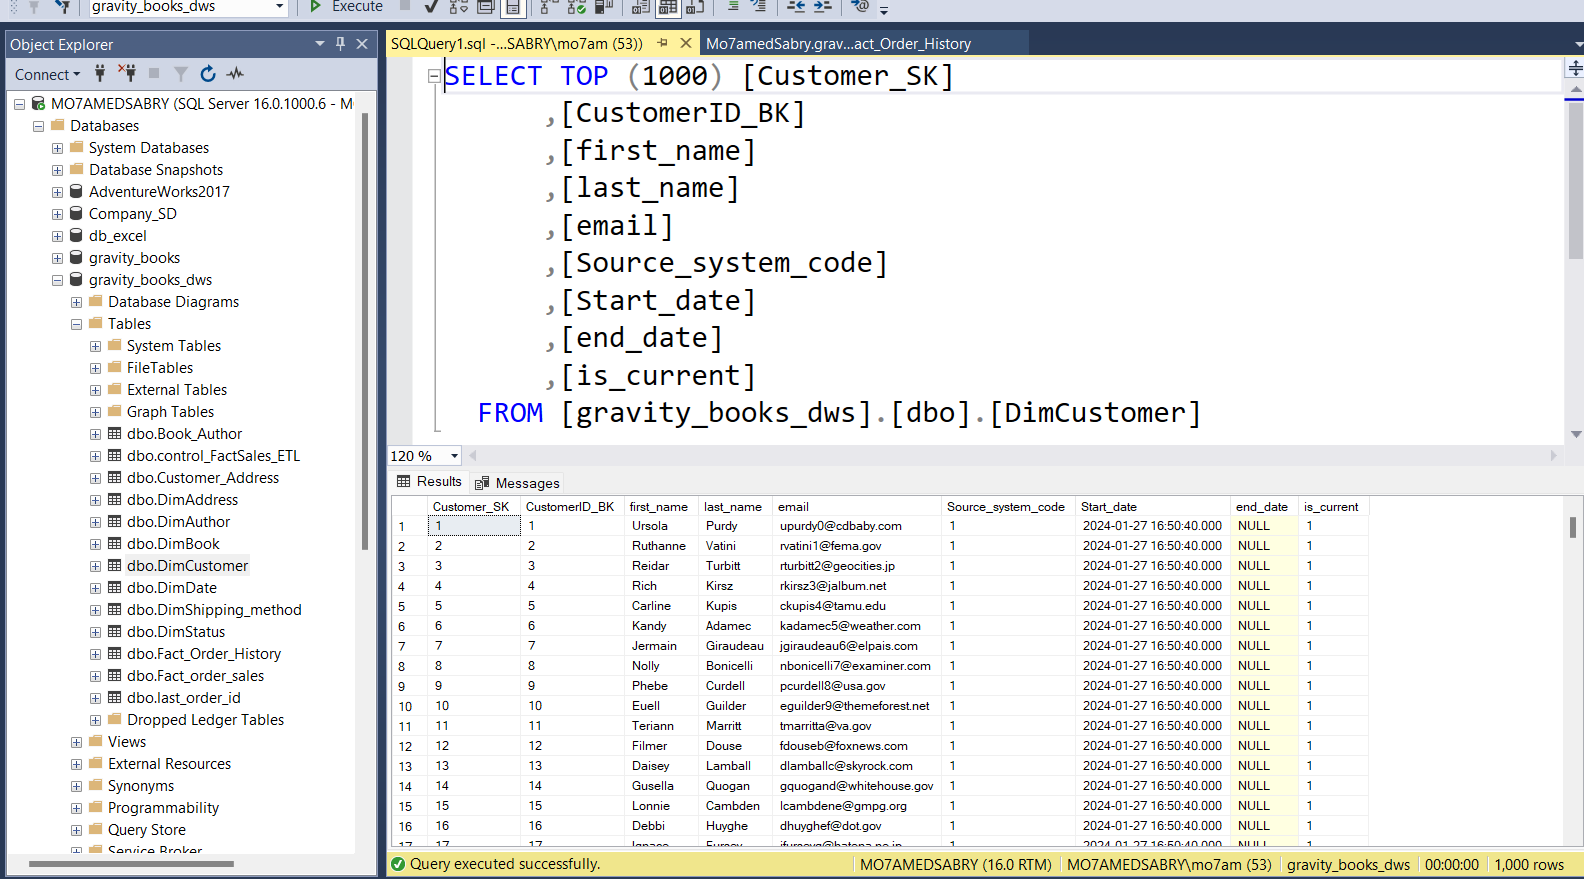 gravity_books_dws
Execute
Object Explorer
Connect
MO7AMEDSABRY (SQL Server 16.0.1000.6 - M
Databases
System Databases
Database Snapshots
AdventureWorks2017
Company_SD
db_excel
gravity_books
gravity_books_dws
Database Diagrams
Tables
System Tables
FileTables
External Tables
Graph Tables
dbo.Book_Author
dbo.control_FactSales_ETL
dbo.Customer_Address
dbo.DimAddress
dbo.DimAuthor
dbo.DimBook
dbo.DimCustomer
dbo.DimDate
dbo.DimShipping_method
dbo.DimStatus
dbo.Fact_Order_History
dbo.Fact_order_sales
dbo.last_order_id
Dropped Ledger Tables
Views
External Resources
Synonyms
Programmability
Query Store
Service Broker
SQLQuery1.sql -...SABRY\mo7am (53)) Mo7amedSabry.grav...act_Order_History
SELECT TOP (1000) [Customer_SK]
,[CustomerID_BK]
,[first_name]
,[last_name]
,[email]
,[Source_system_code]
,[Start_date]
,[end_date]
,[is_current]
FROM [gravity_books_dws].[dbo].[DimCustomer]
120 %
Results Messages
Customer_SK CustomerID_BK first_name last_name email Source_system_code Start_date end_date is_current
1 1 1 Ursola Purdy upurdy0@cdbaby.com 1 2024-01-27 16:50:40.000 NULL 1
2 2 2 Ruthanne Vatini rvatini1@fema.gov 1 2024-01-27 16:50:40.000 NULL 1
3 3 3 Reidar Turbitt rturbitt2@geocities.jp 1 2024-01-27 16:50:40.000 NULL 1
4 4 4 Rich Kirsz rkirsz3@jalbum.net 1 2024-01-27 16:50:40.000 NULL 1
5 5 5 Carline Kupis ckupis4@tamu.edu 1 2024-01-27 16:50:40.000 NULL 1
6 6 6 Kandy Adamec kadamec5@weather.com 1 2024-01-27 16:50:40.000 NULL 1
7 7 7 Jermain Giraudeau jgiraudeau6@elpais.com 1 2024-01-27 16:50:40.000 NULL 1
8 8 8 Nolly Bonicelli nbonicelli7@examiner.com 1 2024-01-27 16:50:40.000 NULL 1
9 9 9 Phebe Curdell pcurdell8@usa.gov 1 2024-01-27 16:50:40.000 NULL 1
10 10 10 Euell Guilder eguilder9@themeforest.net 1 2024-01-27 16:50:40.000 NULL 1
11 11 11 Teriann Marritt tmarritta@va.gov 1 2024-01-27 16:50:40.000 NULL 1
12 12 12 Filmer Douse fdouseb@foxnews.com 1 2024-01-27 16:50:40.000 NULL 1
13 13 13 Daisey Lamball dlamballc@skyrock.com 1 2024-01-27 16:50:40.000 NULL 1
14 14 14 Gusella Quogan gquogand@whitehouse.gov 1 2024-01-27 16:50:40.000 NULL 1
15 15 15 Lonnie Cambden lcambdene@gmpg.org 1 2024-01-27 16:50:40.000 NULL 1
16 16 16 Debbi Huyghe dhuyghef@dot.gov 1 2024-01-27 16:50:40.000 NULL 1
17 17 17 1 2024-01-27 16:50:40.000 NULL 1
Query executed successfully. MO7AMEDSABRY (16.0 RTM) MO7AMEDSABRY\mo7am (53) gravity_books_dws 00:00:00 1,000 rows